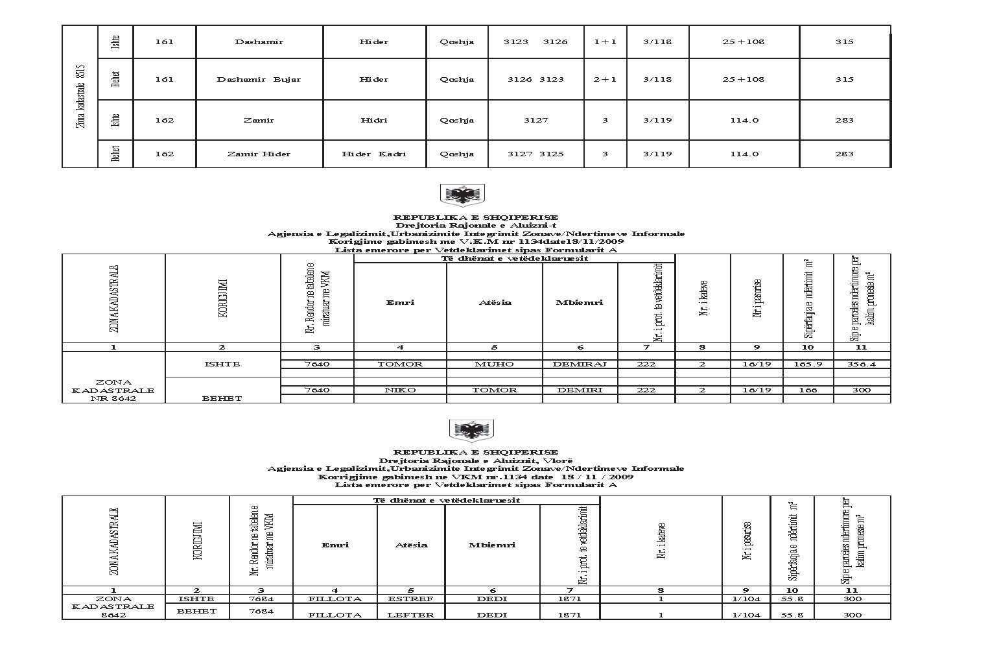 Zona kadastrale 8515
Ishte 161 Dashamir Hider Qoshja 3123 3126 1+1 3/118 25+108 315
Behet 161 Dashamir Bujar Hider Qoshja 3126 3123 2+1 3/118 25+108 315
Ishte 162 Zamir Hidri Qoshja 3127 3 3/119 114.0 283
Behet 162 Zamir Hider Hider Kadri Qoshja 3127 3125 3 3/119 114.0 283
REPUBLIKA E SHQIPERISE
Drejtoria Rajonale e Aluizni-t
Agjensia e Legalizimit,Urbanizimite Integrimit Zonave/Ndertimeve Informale
Korigjime gabimesh me V.K.M nr 1134date18/11/2009
Lista emerore per Vetdeklarimet sipas Formularit A
ZONA KADASTRALE
KORIGJIMI
Nr. Rendor ne tabelen e
miratuar me VKM
Të dhënat e vetëdeklaruesit
Emri
Atësia
Mbiemri
Nr. i prot. te vetdeklarimit
Nr. i kateve
Nr i pasurise
Sipërfaqja e ndërtimit m²
Sip e parceles ndertimore per
kalim pronesie m²
1 2 3 4 5 6 7 8 9 10 11
ISHTE 7640 TOMOR MUHO DEMIRAJ 222 2 16/19 165.9 356.4
ZONA
KADASTRALE
NR 8642
BEHET 7640 NIKO TOMOR DEMIRI 222 2 16/19 166 300
REPUBLIKA E SHQIPERISE
Drejtoria Rajonale e Aluiznit, Vlorë
Agjensia e Legalizimit,Urbanizimite Integrimit Zonave/Ndertimeve Informale
Korrigjime gabimesh ne VKM nr.1134 date 18 / 11 / 2009
Lista emerore per Vetdeklarimet sipas Formularit A
ZONA KADASTRALE
KORIGJIMI
Nr. Rendor ne tabelen e
miratuar me VKM
Të dhënat e vetëdeklaruesit
Emri
Atësia
Mbiemri
Nr. i prot. te vetdeklarimit
Nr. i kateve
Nr i pasurise
Sipërfaqja e ndërtimit m²
Sip e parceles ndertimore per
kalim pronesie m²
1 2 3 4 5 6 7 8 9 10 11
ZONA
KADASTRALE
8642
ISHTE 7684 FILLOTA ESTREF DEDI 1871 1 1/104 55.8 300
BEHET 7684 FILLOTA LEFTER DEDI 1871 1 1/104 55.8 300